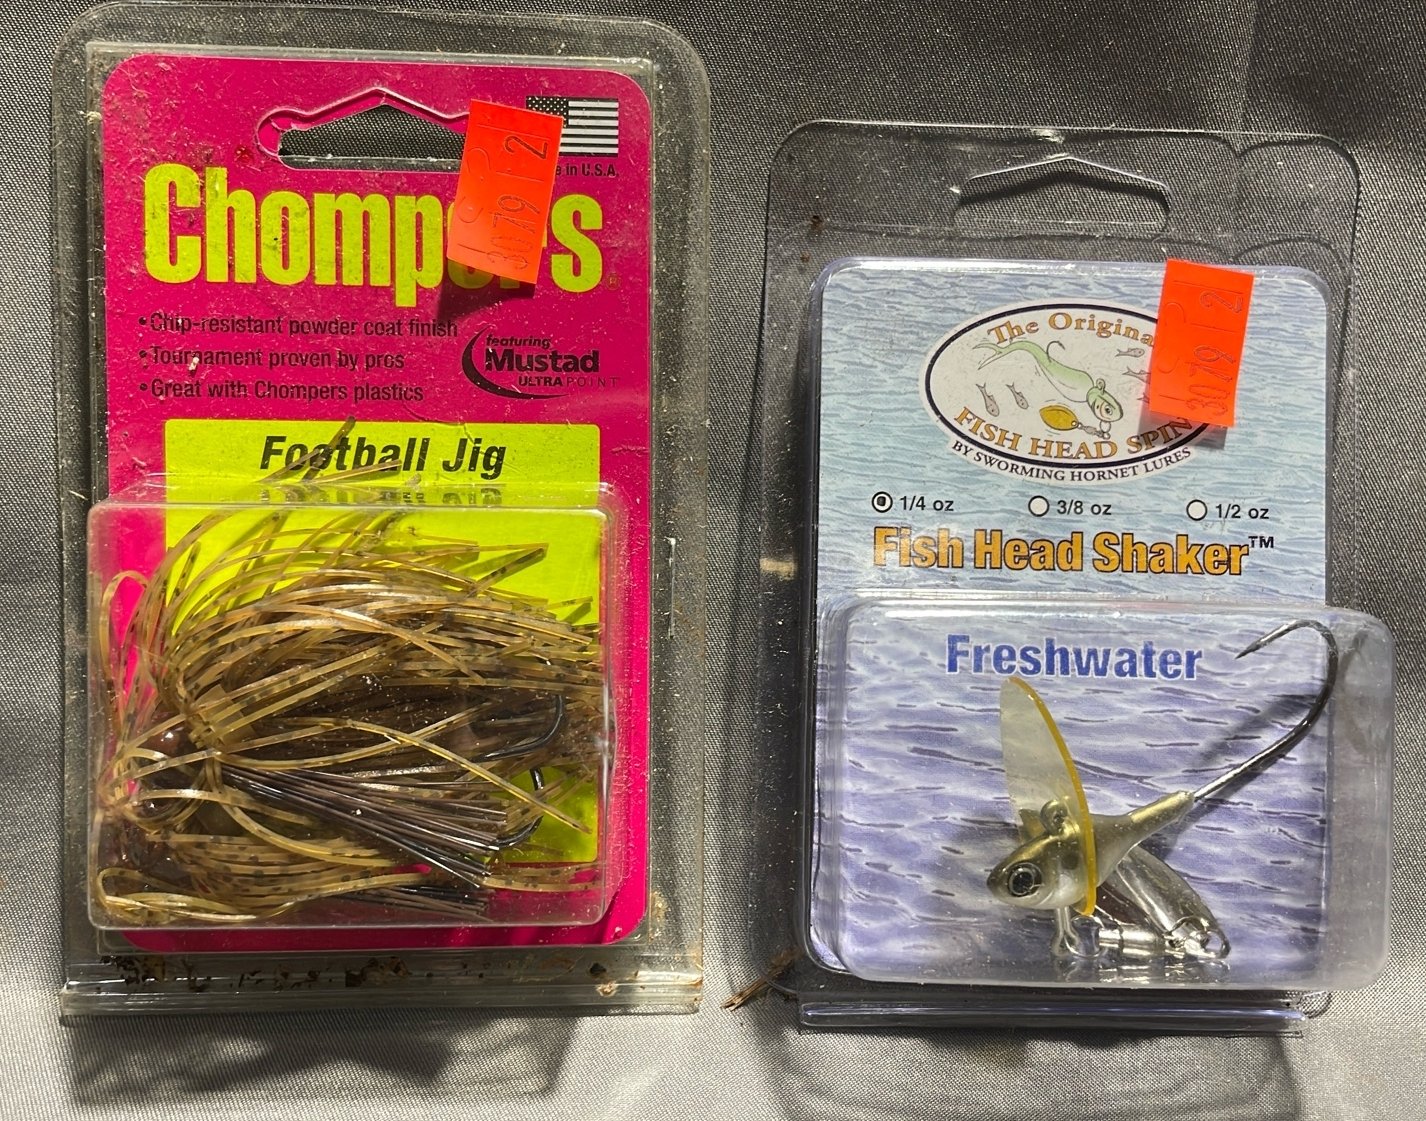 Chompers®
e in U.S.A.
3079 2
•Chip-resistant powder coat finish
•Tournament proven by pros
•Great with Chompers plastics
featuring
Mustad
ULTRA POINT
Football Jig
The Origina
FISH HEAD SPIN
BY SWORMING HORNET LURES
3079 2
1/4 oz 3/8 oz 1/2 oz
Fish Head Shaker™
Freshwater